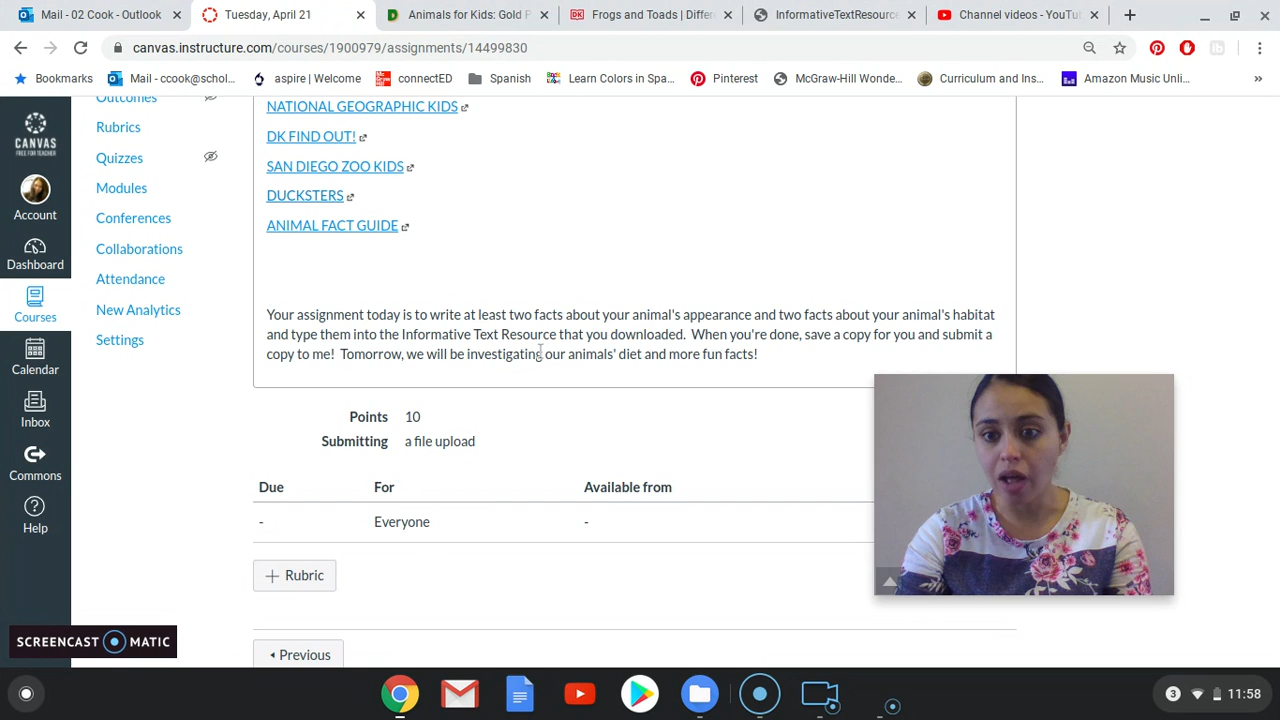 Mail - 02 Cook - Outlook
Tuesday, April 21
Animals for Kids: Gold P
Frogs and Toads | Differ
InformativeTextResource
Channel videos - YouTu
canvas.instructure.com/courses/1900979/assignments/14499830
Bookmarks
Mail - ccook@schol...
aspire | Welcome
connectED
Spanish
Learn Colors in Spa...
Pinterest
McGraw-Hill Wonde...
Curriculum and Ins...
Amazon Music Unli...
CANVAS
FREE FOR TEACHER
Account
Dashboard
Courses
Calendar
Inbox
Commons
Help
Outcomes
Rubrics
Quizzes
Modules
Conferences
Collaborations
Attendance
New Analytics
Settings
NATIONAL GEOGRAPHIC KIDS
DK FIND OUT!
SAN DIEGO ZOO KIDS
DUCKSTERS
ANIMAL FACT GUIDE
Your assignment today is to write at least two facts about your animal's appearance and two facts about your animal's habitat
and type them into the Informative Text Resource that you downloaded. When you're done, save a copy for you and submit a
copy to me! Tomorrow, we will be investigating our animals' diet and more fun facts!
Points 10
Submitting a file upload
Due For Available from
- Everyone -
+ Rubric
Previous
SCREENCAST MATIC
3 11:58